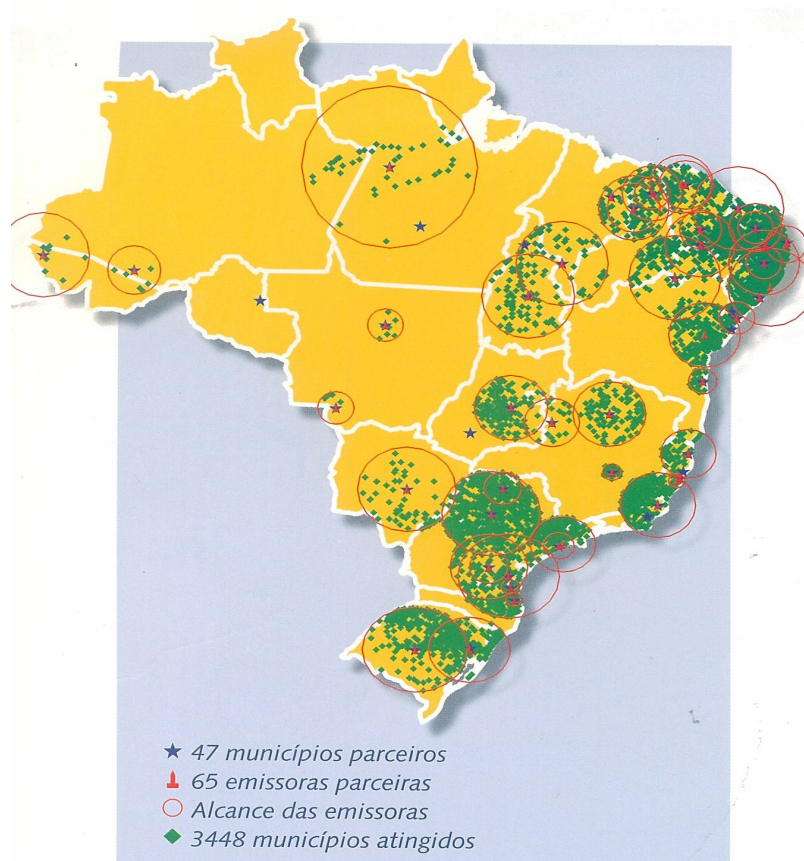 47 municípios parceiros
65 emissoras parceiras
Alcance das emissoras
3448 municípios atingidos